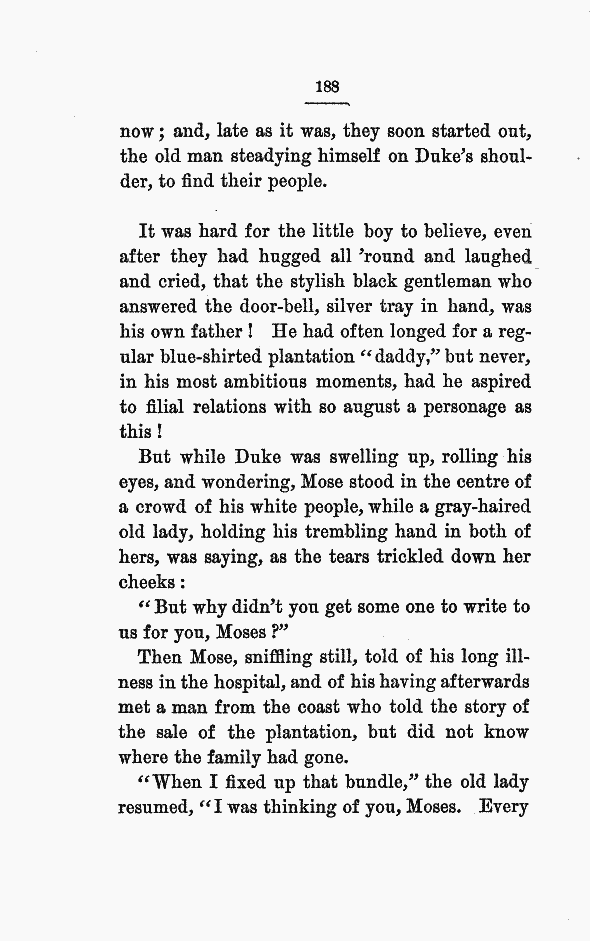 188
now; and, late as it was, they soon started out,
the old man steadying himself on Duke's shoul-
der, to find their people.
It was hard for the little boy to believe, even
after they had hugged all 'round and laughed
and cried, that the stylish black gentleman who
answered the door-bell, silver tray in hand, was
his own father! He had often longed for a reg-
ular blue-shirted plantation "daddy," but never,
in his most ambitious moments, had he aspired
to filial relations with so august a personage as
this!
But while Duke was swelling up, rolling his
eyes, and wondering, Mose stood in the centre of
a crowd of his white people, while a gray-haired
old lady, holding his trembling hand in both of
hers, was saying, as the tears trickled down her
cheeks:
"But why didn't you get some one to write to
us for you, Moses?"
Then Mose, sniffling still, told of his long ill-
ness in the hospital, and of his having afterwards
met a man from the coast who told the story of
the sale of the plantation, but did not know
where the family had gone.
"When I fixed up that bundle," the old lady
resumed, "I was thinking of you, Moses. Every